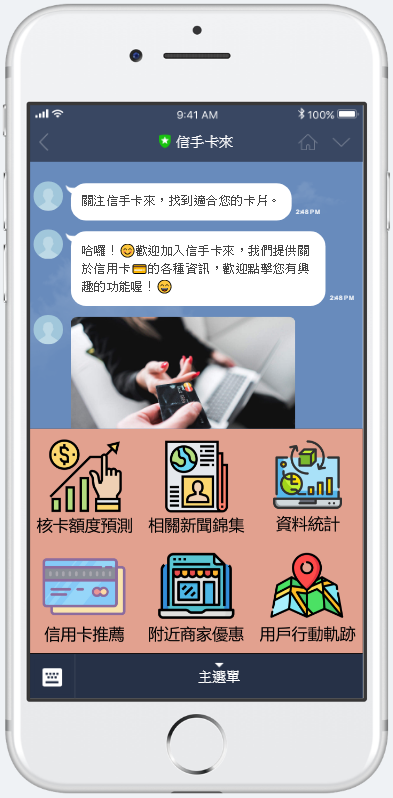 9:41 AM
100%
信手卡來
關注信手卡來，找到適合您的卡片。
2:48 PM
哈囉！😊歡迎加入信手卡來，我們提供關
於信用卡💳的各種資訊，歡迎點擊您有興
趣的功能喔！😄
2:48 PM
核卡額度預測
相關新聞錦集
資料統計
信用卡推薦
附近商家優惠
用戶行動軌跡
主選單